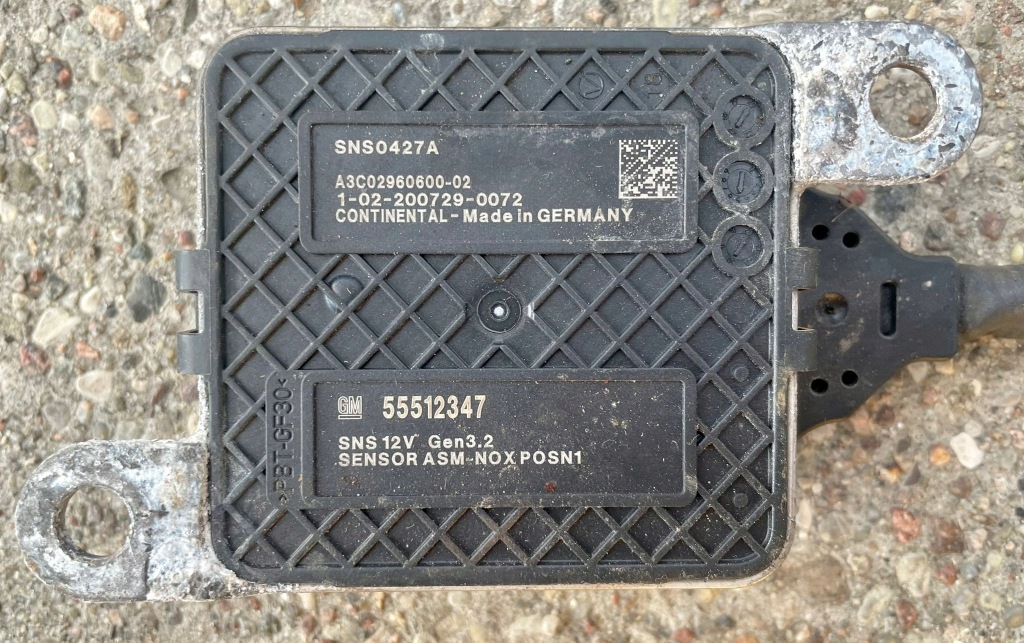 18
SNS0427A
A3C02960600-02
1-02-200729-0072
CONTINENTAL - Made in GERMANY
GM 55512347
SNS 12V Gen3.2
SENSOR ASM-NOX POSN1
>PBT-GF30<